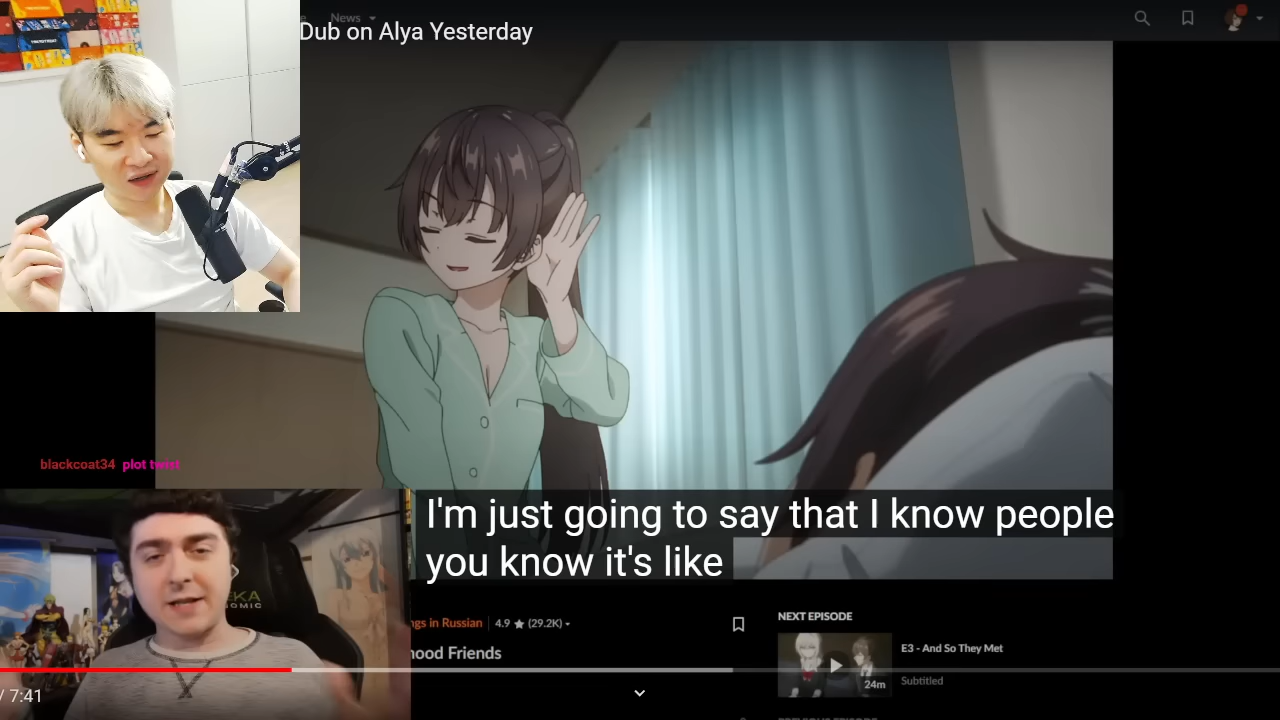 News
Dub on Alya Yesterday
blackcoat34 plot twist
I'm just going to say that I know people
you know it's like
EKA
NOMIC
ngs in Russian 4.9 ★ (29.2K)
hood Friends
NEXT EPISODE
E3 - And So They Met
Subtitled
24m
/ 7:41